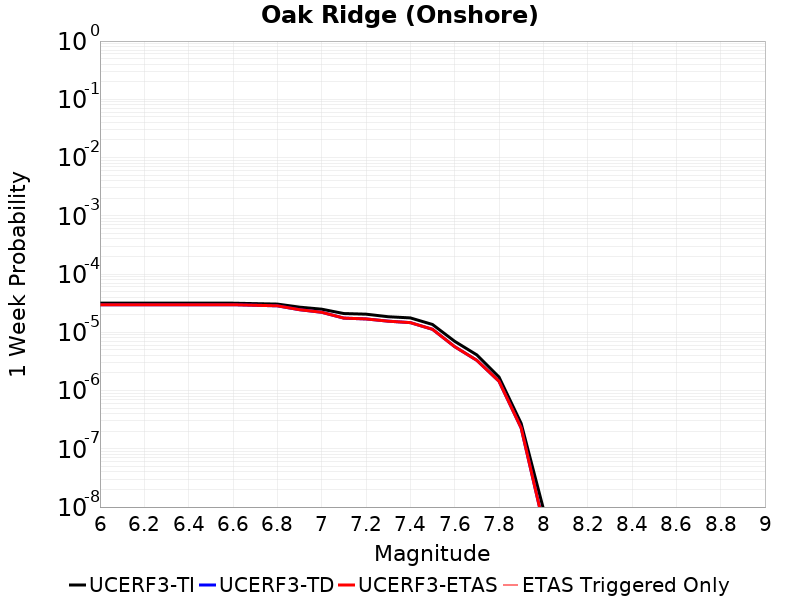 Oak Ridge (Onshore)
1 Week Probability
10^0
10^-1
10^-2
10^-3
10^-4
10^-5
10^-6
10^-7
10^-8
6 6.2 6.4 6.6 6.8 7 7.2 7.4 7.6 7.8 8 8.2 8.4 8.6 8.8 9
Magnitude
UCERF3-TI UCERF3-TD UCERF3-ETAS ETAS Triggered Only